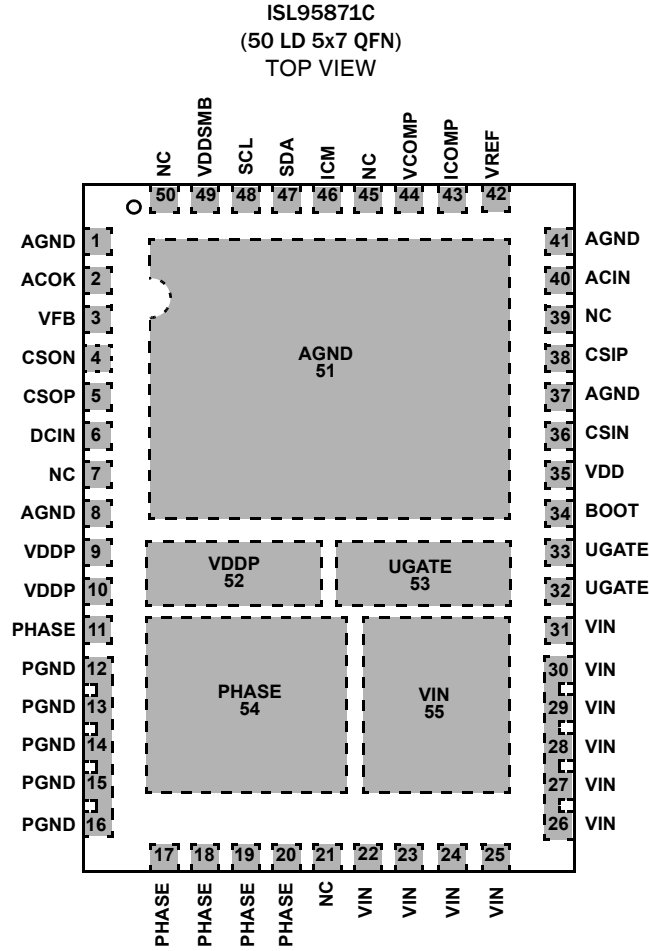 ISL95871C
(50 LD 5x7 QFN)
TOP VIEW
NC
VDDSMB
SCL
SDA
ICM
NC
VCOMP
ICOMP
VREF
50 49 48 47 46 45 44 43 42
AGND 1
ACOK 2
VFB 3
CSON 4
CSOP 5
DCIN 6
NC 7
AGND 8
VDDP 9
VDDP 10
PHASE 11
PGND 12
PGND 13
PGND 14
PGND 15
PGND 16
AGND
51
VDDP
52
UGATE
53
PHASE
54
VIN
55
41 AGND
40 ACIN
39 NC
38 CSIP
37 AGND
36 CSIN
35 VDD
34 BOOT
33 UGATE
32 UGATE
31 VIN
30 VIN
29 VIN
28 VIN
27 VIN
26 VIN
17 18 19 20 21 22 23 24 25
PHASE
PHASE
PHASE
PHASE
NC
VIN
VIN
VIN
VIN